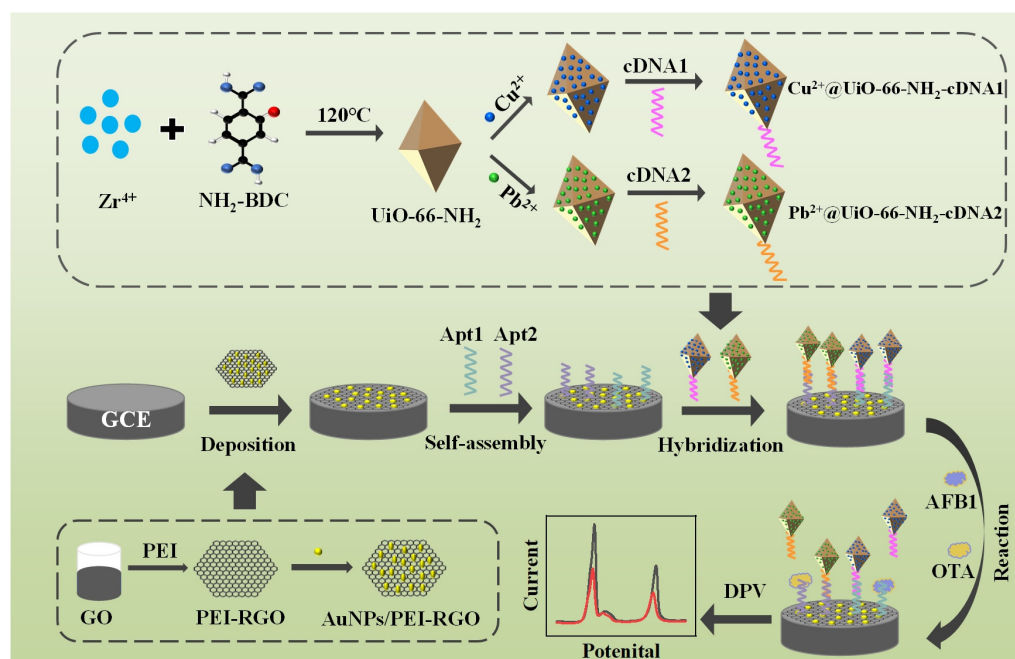 Zr⁴⁺
NH₂-BDC
120°C
UiO-66-NH₂
Cu²⁺
Pb²⁺
cDNA1
cDNA2
Cu²⁺@UiO-66-NH₂-cDNA1
Pb²⁺@UiO-66-NH₂-cDNA2
GCE
Deposition
Apt1 Apt2
Self-assembly
Hybridization
AFB1
OTA
Reaction
GO
PEI
PEI-RGO
AuNPs/PEI-RGO
Current
Potenital
DPV